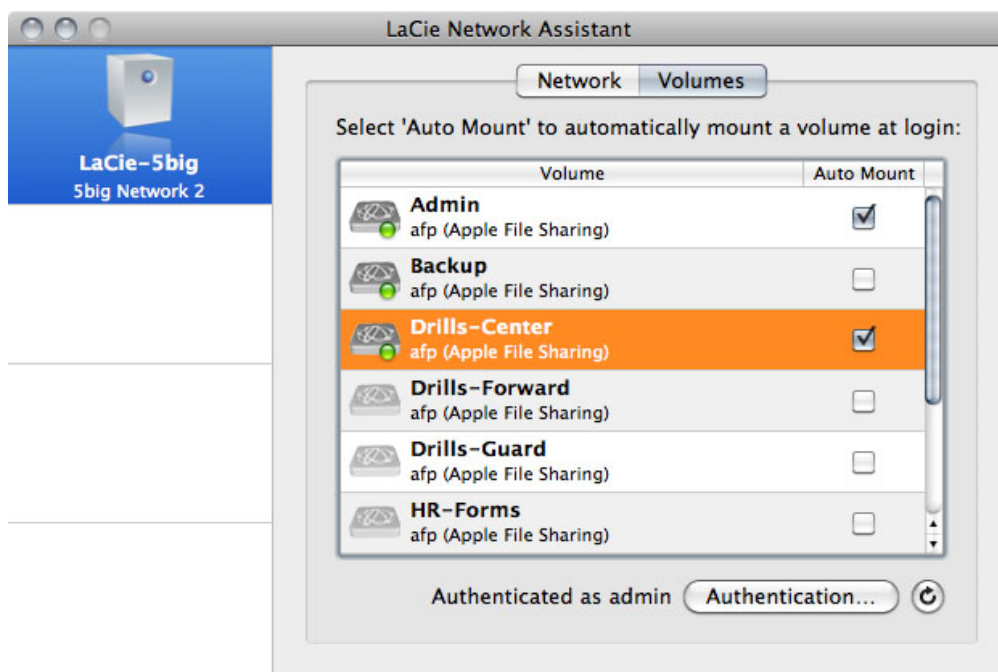 LaCie Network Assistant
LaCie-5big
5big Network 2
Network Volumes
Select 'Auto Mount' to automatically mount a volume at login:
Volume Auto Mount
Admin
afp (Apple File Sharing)
Backup
afp (Apple File Sharing)
Drills-Center
afp (Apple File Sharing)
Drills-Forward
afp (Apple File Sharing)
Drills-Guard
afp (Apple File Sharing)
HR-Forms
afp (Apple File Sharing)
Authenticated as admin Authentication...